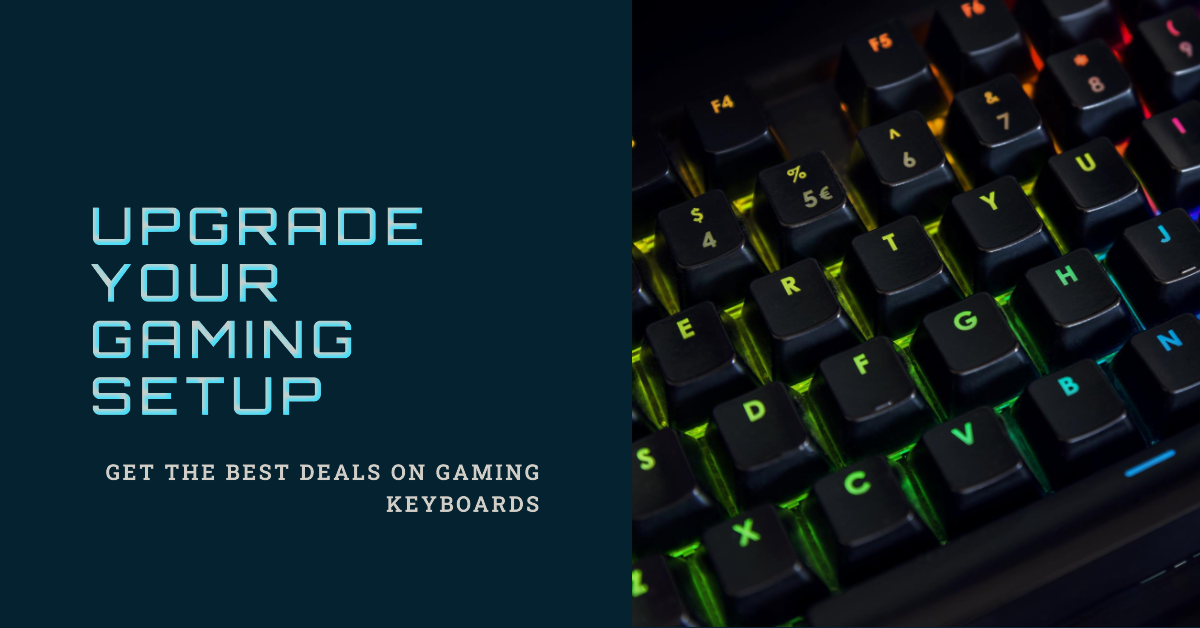 UPGRADE
YOUR
GAMING
SETUP
GET THE BEST DEALS ON GAMING
KEYBOARDS
F4 F5 F6
$ 4 % 5€ ^ 6 & 7 * 8 ( 9
E R T Y U I
S D F G H J
X C V B N